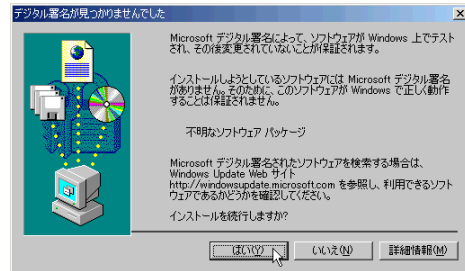 デジタル署名が見つかりませんでした
Microsoft デジタル署名によって、ソフトウェアが Windows 上でテスト
され、その後変更されていないことが保証されます。
インストールしようとしているソフトウェアには Microsoft デジタル署名
がありません。そのために、このソフトウェアが Windows で正しく動作
することは保証されません。
不明なソフトウェア パッケージ
Microsoft デジタル署名されたソフトウェアを検索する場合は、
Windows Update Web サイト
http://windowsupdate.microsoft.com を参照し、利用できるソフト
ウェアであるかどうかを確認してください。
インストールを続行しますか?
はい(Y) いいえ(N) 詳細情報(M)